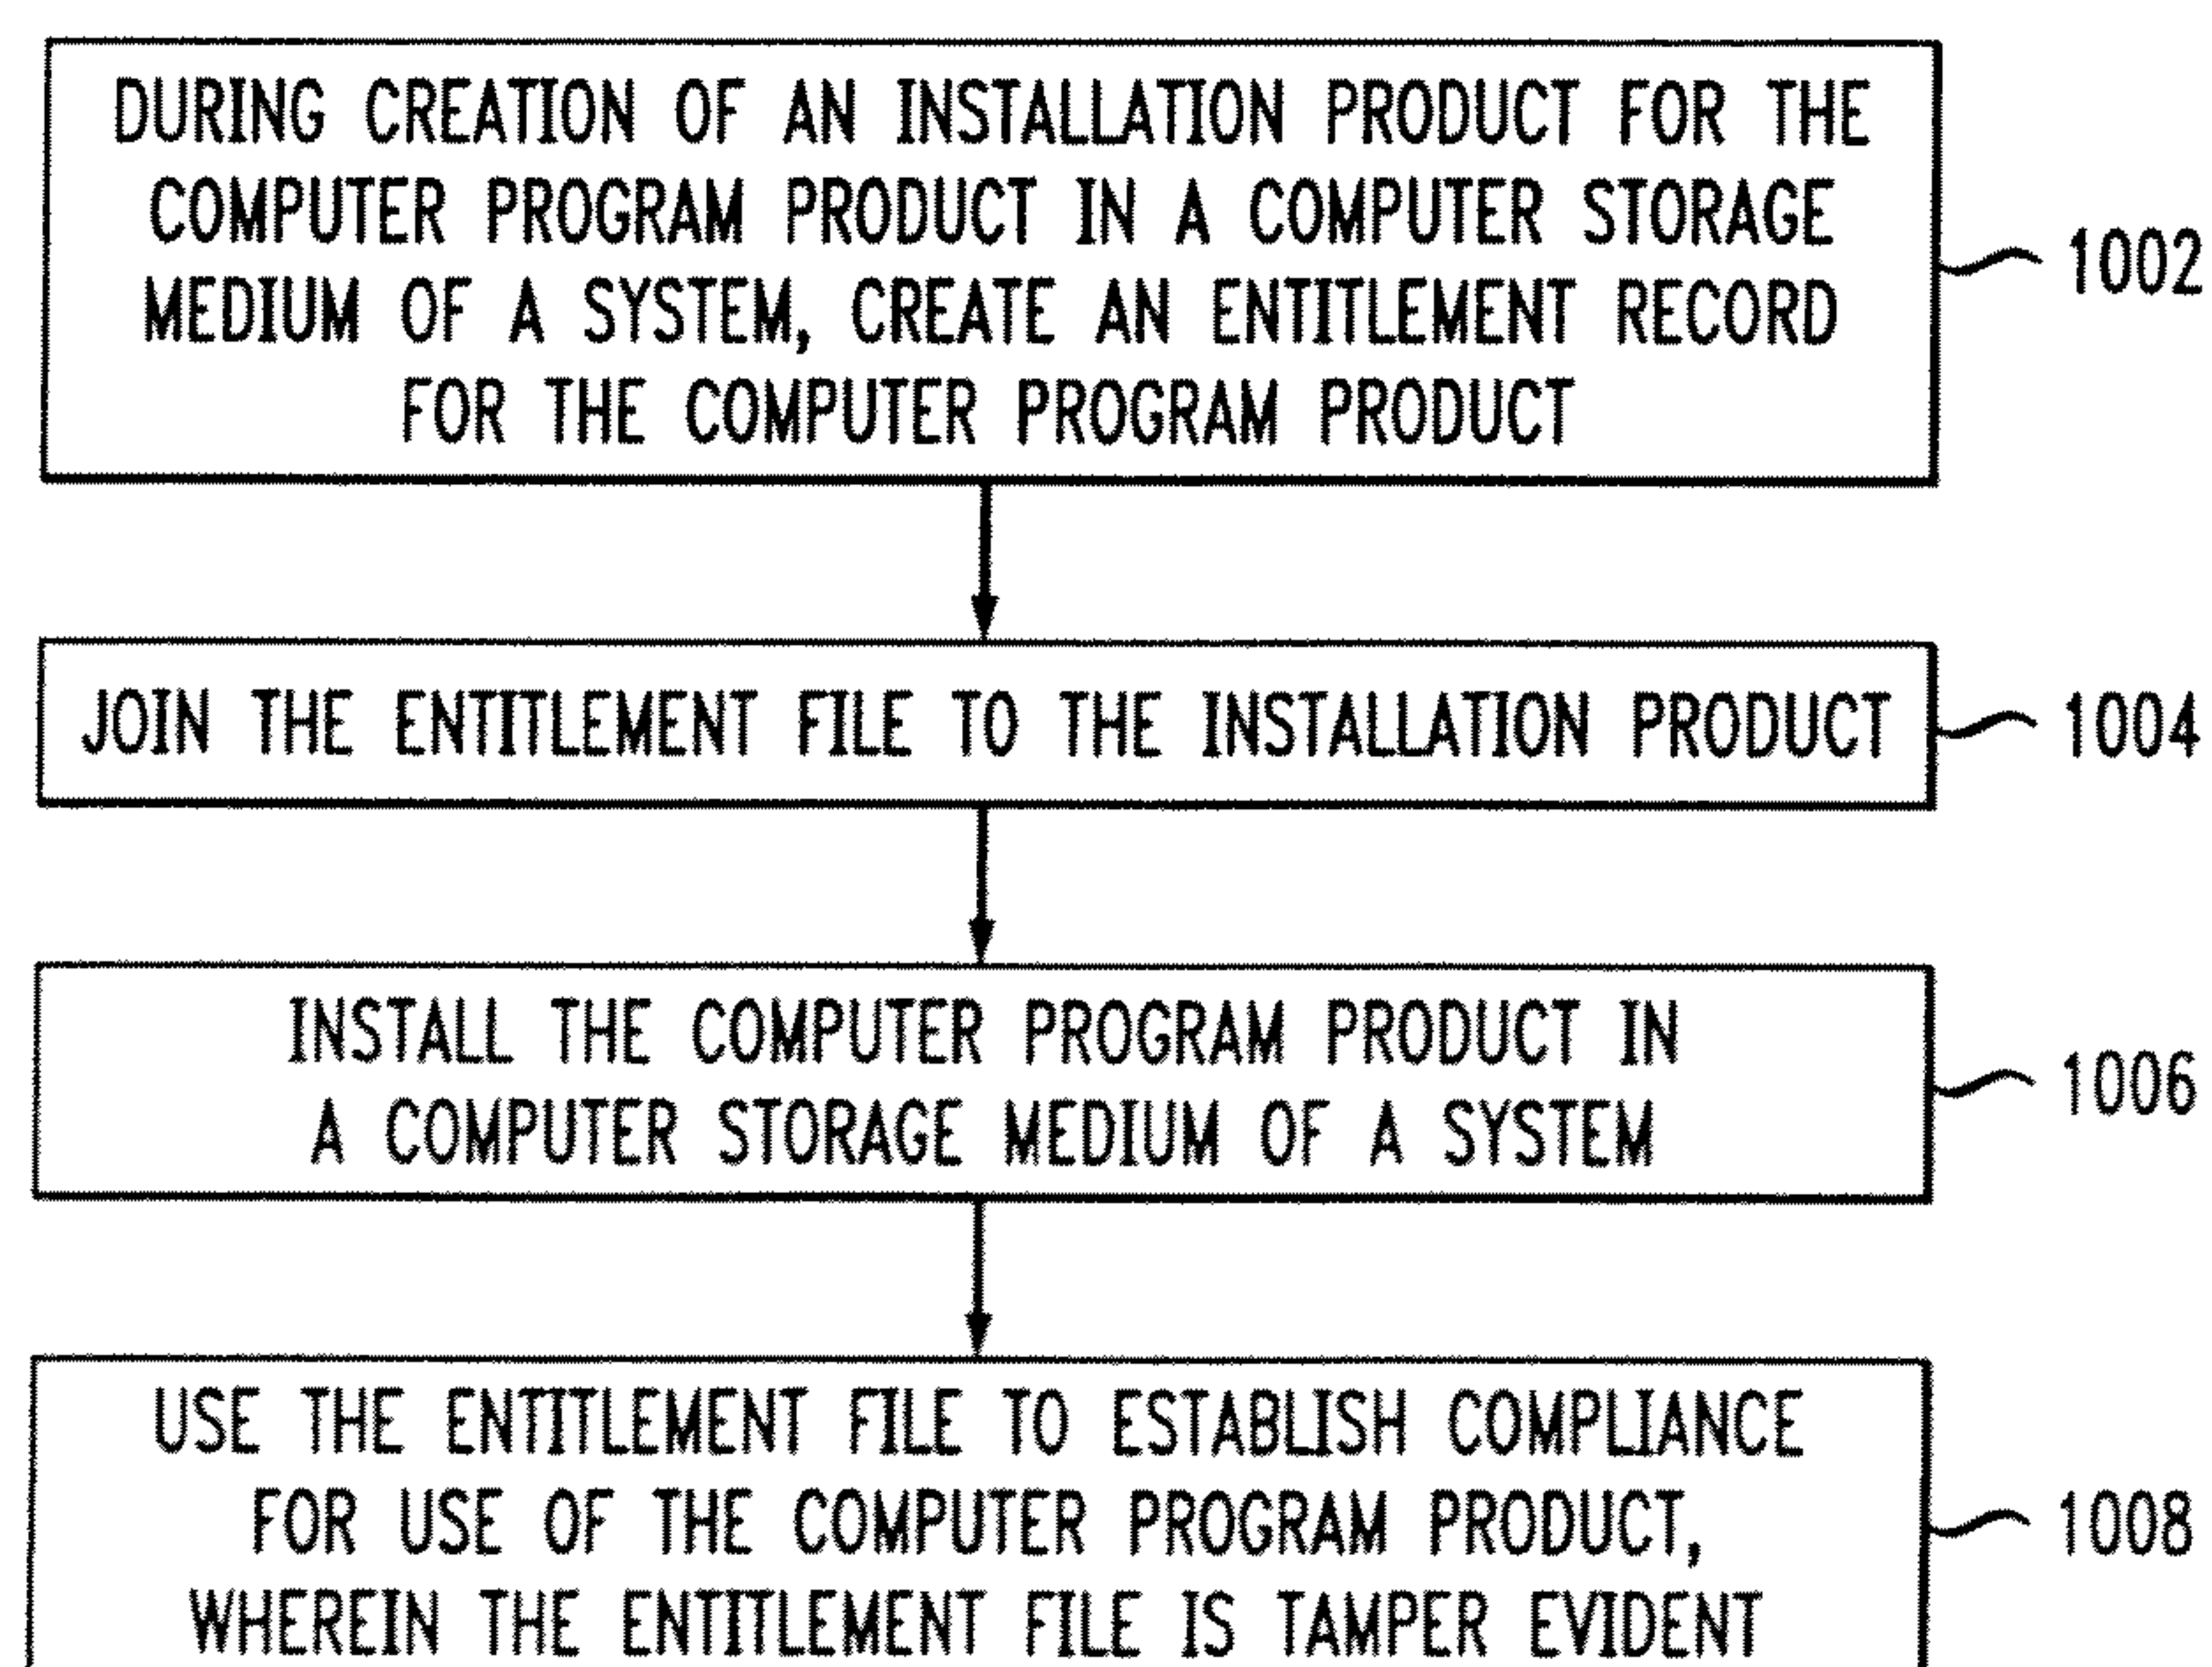 DURING CREATION OF AN INSTALLATION PRODUCT FOR THE
COMPUTER PROGRAM PRODUCT IN A COMPUTER STORAGE
MEDIUM OF A SYSTEM, CREATE AN ENTITLEMENT RECORD
FOR THE COMPUTER PROGRAM PRODUCT
1002
JOIN THE ENTITLEMENT FILE TO THE INSTALLATION PRODUCT
1004
INSTALL THE COMPUTER PROGRAM PRODUCT IN
A COMPUTER STORAGE MEDIUM OF A SYSTEM
1006
USE THE ENTITLEMENT FILE TO ESTABLISH COMPLIANCE
FOR USE OF THE COMPUTER PROGRAM PRODUCT,
WHEREIN THE ENTITLEMENT FILE IS TAMPER EVIDENT
1008